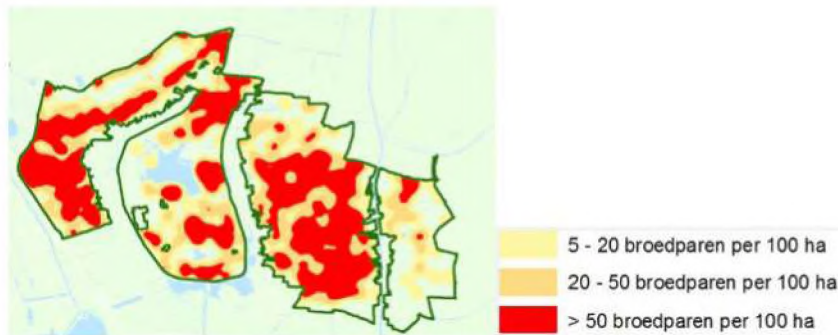 5 - 20 broedparen per 100 ha
20 - 50 broedparen per 100 ha
> 50 broedparen per 100 ha